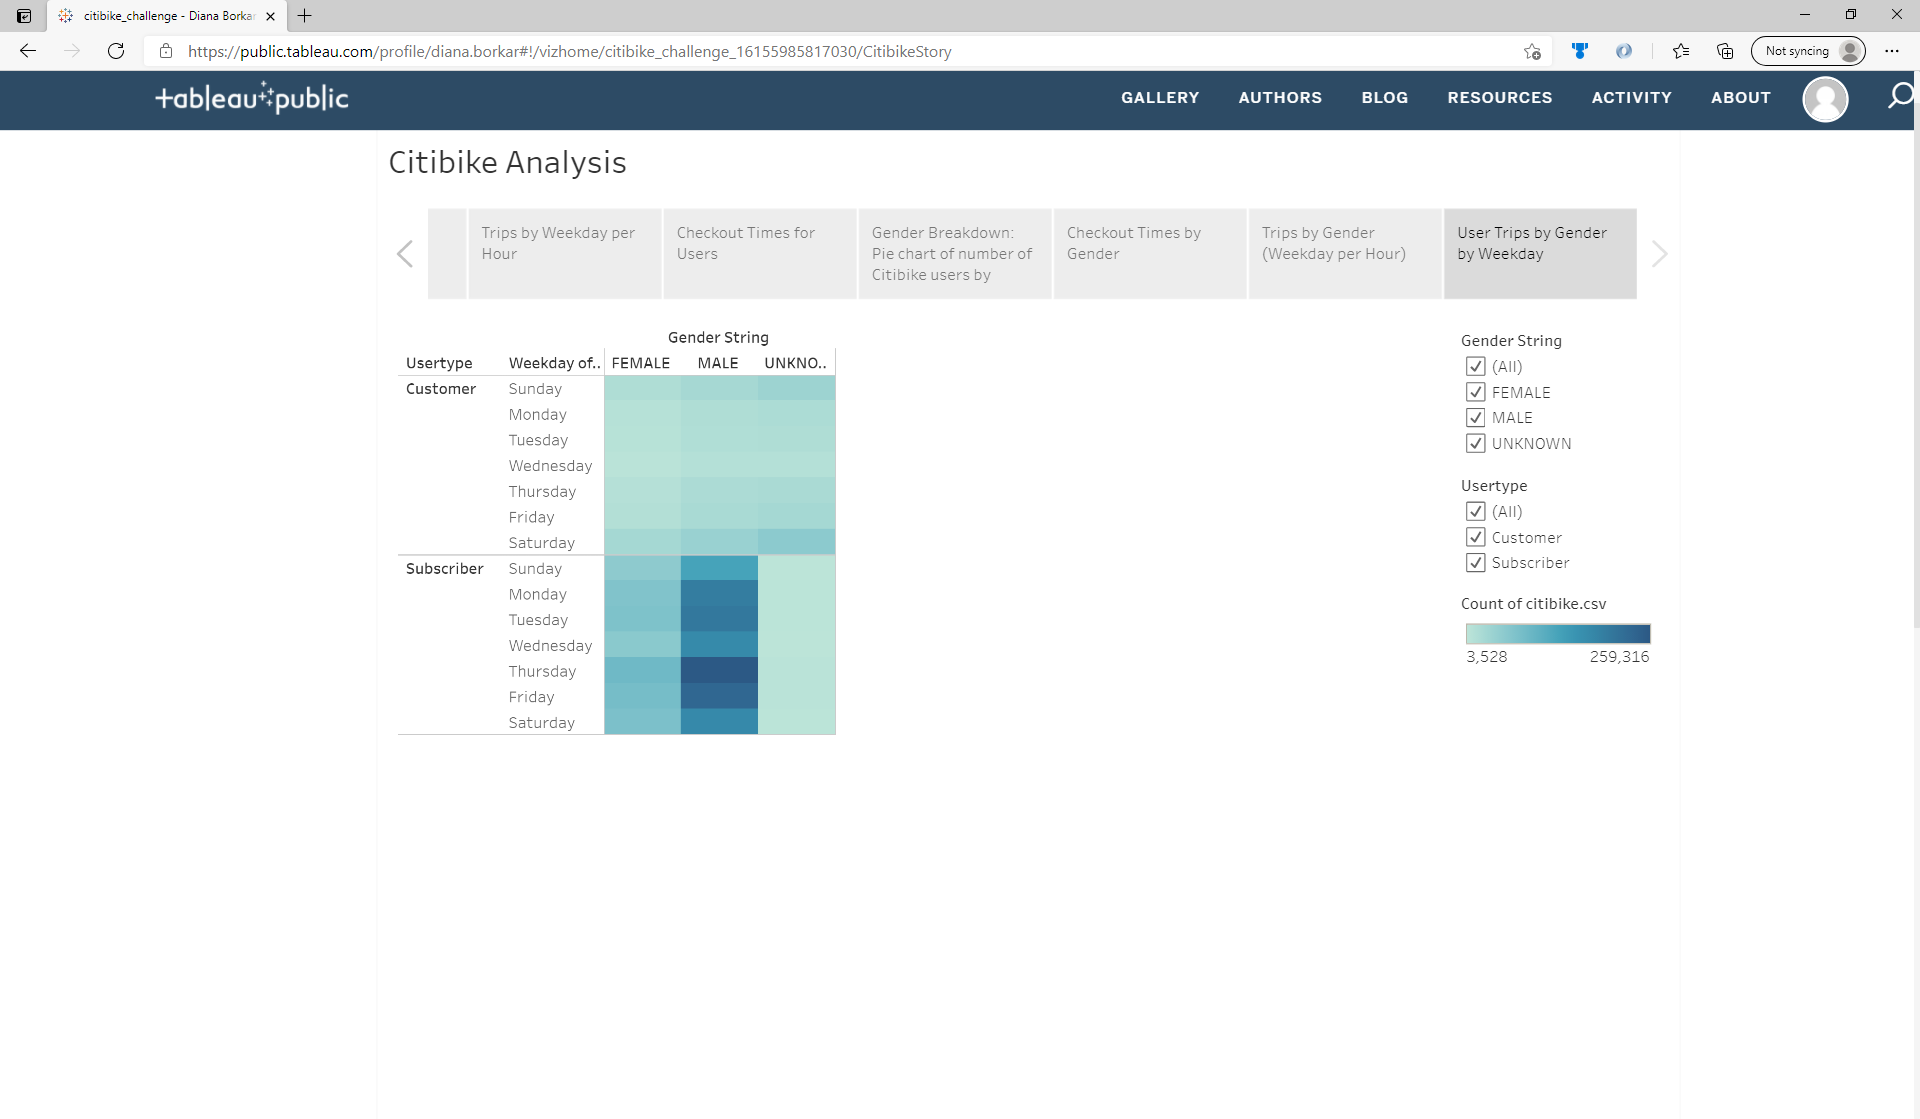 citibike_challenge - Diana Borkar
https://public.tableau.com/profile/diana.borkar#!/vizhome/citibike_challenge_16155985817030/CitibikeStory
Not syncing
tableau public
GALLERY AUTHORS BLOG RESOURCES ACTIVITY ABOUT
Citibike Analysis
Trips by Weekday per
Hour
Checkout Times for
Users
Gender Breakdown:
Pie chart of number of
Citibike users by
Checkout Times by
Gender
Trips by Gender
(Weekday per Hour)
User Trips by Gender
by Weekday
Gender String
Usertype Weekday of.. FEMALE MALE UNKNO..
Customer Sunday
Monday
Tuesday
Wednesday
Thursday
Friday
Saturday
Subscriber Sunday
Monday
Tuesday
Wednesday
Thursday
Friday
Saturday
Gender String
(All)
FEMALE
MALE
UNKNOWN
Usertype
(All)
Customer
Subscriber
Count of citibike.csv
3,528 259,316